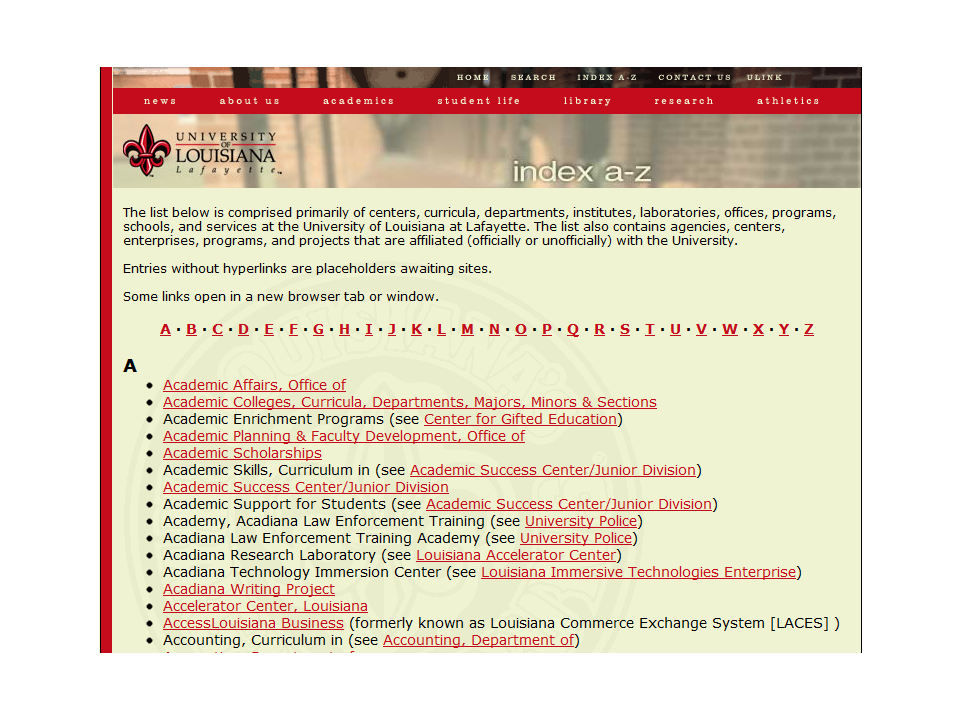 HOME SEARCH INDEX A-Z CONTACT US ULINK
news about us academics student life library research athletics
UNIVERSITY
OF
LOUISIANA
Lafayette™
index a-z
The list below is comprised primarily of centers, curricula, departments, institutes, laboratories, offices, programs,
schools, and services at the University of Louisiana at Lafayette. The list also contains agencies, centers,
enterprises, programs, and projects that are affiliated (officially or unofficially) with the University.
Entries without hyperlinks are placeholders awaiting sites.
Some links open in a new browser tab or window.
A · B · C · D · E · F · G · H · I · J · K · L · M · N · O · P · Q · R · S · T · U · V · W · X · Y · Z
A
• Academic Affairs, Office of
• Academic Colleges, Curricula, Departments, Majors, Minors & Sections
• Academic Enrichment Programs (see Center for Gifted Education)
• Academic Planning & Faculty Development, Office of
• Academic Scholarships
• Academic Skills, Curriculum in (see Academic Success Center/Junior Division)
• Academic Success Center/Junior Division
• Academic Support for Students (see Academic Success Center/Junior Division)
• Academy, Acadiana Law Enforcement Training (see University Police)
• Acadiana Law Enforcement Training Academy (see University Police)
• Acadiana Research Laboratory (see Louisiana Accelerator Center)
• Acadiana Technology Immersion Center (see Louisiana Immersive Technologies Enterprise)
• Acadiana Writing Project
• Accelerator Center, Louisiana
• AccessLouisiana Business (formerly known as Louisiana Commerce Exchange System [LACES] )
• Accounting, Curriculum in (see Accounting, Department of)